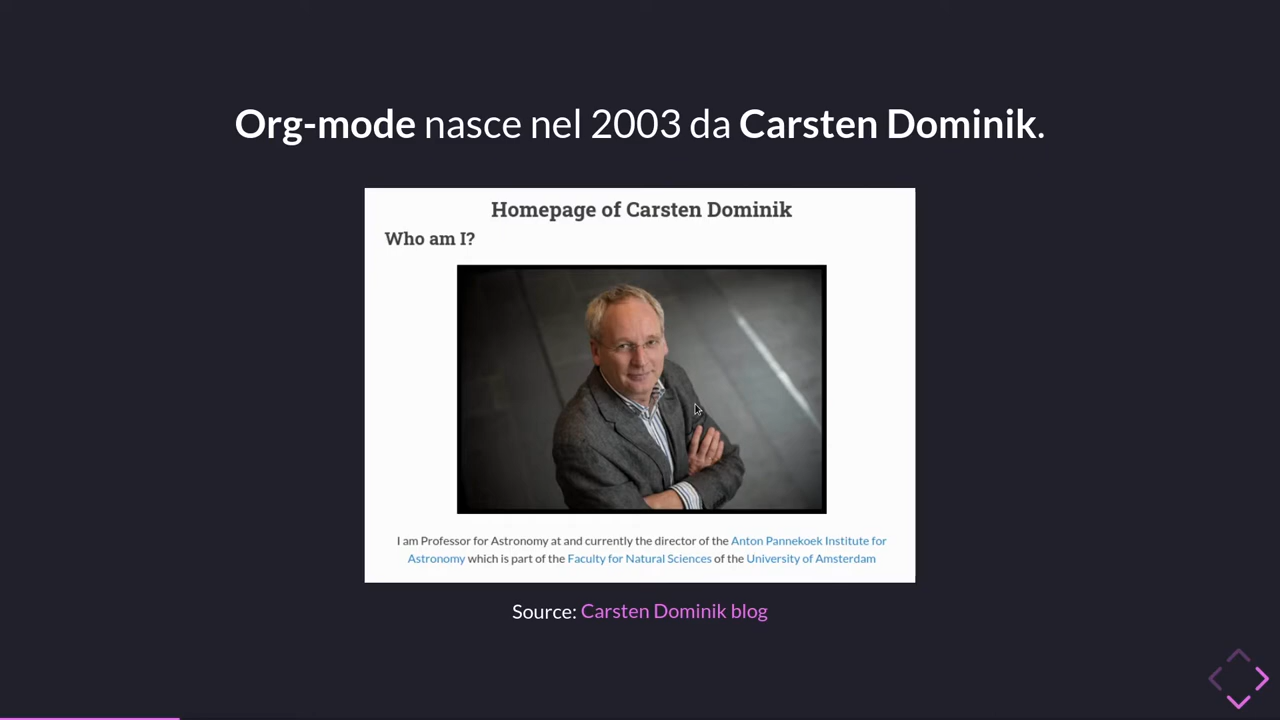 Org-mode nasce nel 2003 da Carsten Dominik.
Homepage of Carsten Dominik
Who am I?
I am Professor for Astronomy at and currently the director of the Anton Pannekoek Institute for
Astronomy which is part of the Faculty for Natural Sciences of the University of Amsterdam
Source: Carsten Dominik blog